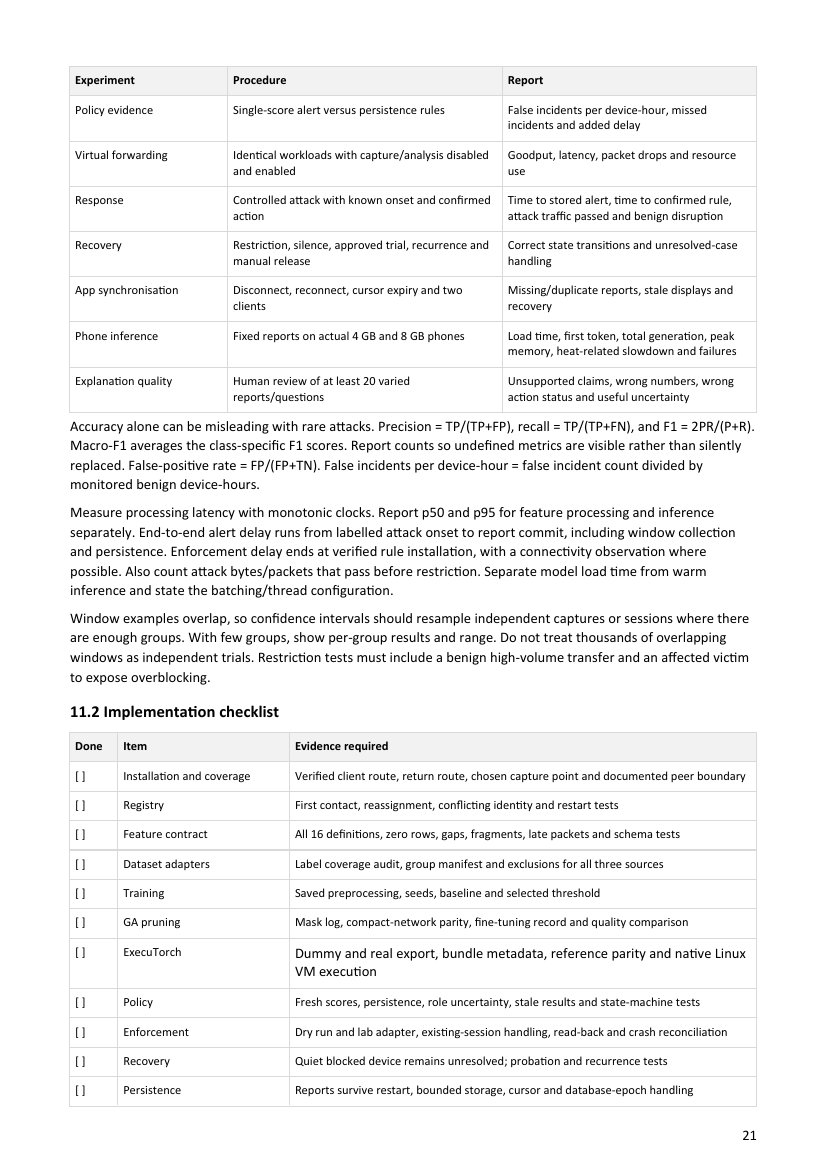 Experiment Procedure Report
Policy evidence Single-score alert versus persistence rules False incidents per device-hour, missed
incidents and added delay
Virtual forwarding Identical workloads with capture/analysis disabled Goodput, latency, packet drops and resource
and enabled use
Response Controlled attack with known onset and confirmed Time to stored alert, time to confirmed rule,
action attack traffic passed and benign disruption
Recovery Restriction, silence, approved trial, recurrence and Correct state transitions and unresolved-case
manual release handling
App synchronisation Disconnect, reconnect, cursor expiry and two Missing/duplicate reports, stale displays and
clients recovery
Phone inference Fixed reports on actual 4 GB and 8 GB phones Load time, first token, total generation, peak
memory, heat-related slowdown and failures
Explanation quality Human review of at least 20 varied Unsupported claims, wrong numbers, wrong
reports/questions action status and useful uncertainty
Accuracy alone can be misleading with rare attacks. Precision = TP/(TP+FP), recall = TP/(TP+FN), and F1 = 2PR/(P+R).
Macro-F1 averages the class-specific F1 scores. Report counts so undefined metrics are visible rather than silently
replaced. False-positive rate = FP/(FP+TN). False incidents per device-hour = false incident count divided by
monitored benign device-hours.
Measure processing latency with monotonic clocks. Report p50 and p95 for feature processing and inference
separately. End-to-end alert delay runs from labelled attack onset to report commit, including window collection
and persistence. Enforcement delay ends at verified rule installation, with a connectivity observation where
possible. Also count attack bytes/packets that pass before restriction. Separate model load time from warm
inference and state the batching/thread configuration.
Window examples overlap, so confidence intervals should resample independent captures or sessions where there
are enough groups. With few groups, show per-group results and range. Do not treat thousands of overlapping
windows as independent trials. Restriction tests must include a benign high-volume transfer and an affected victim
to expose overblocking.
11.2 Implementation checklist
Done Item Evidence required
[ ] Installation and coverage Verified client route, return route, chosen capture point and documented peer boundary
[ ] Registry First contact, reassignment, conflicting identity and restart tests
[ ] Feature contract All 16 definitions, zero rows, gaps, fragments, late packets and schema tests
[ ] Dataset adapters Label coverage audit, group manifest and exclusions for all three sources
[ ] Training Saved preprocessing, seeds, baseline and selected threshold
[ ] GA pruning Mask log, compact-network parity, fine-tuning record and quality comparison
[ ] ExecuTorch Dummy and real export, bundle metadata, reference parity and native Linux
VM execution
[ ] Policy Fresh scores, persistence, role uncertainty, stale results and state-machine tests
[ ] Enforcement Dry run and lab adapter, existing-session handling, read-back and crash reconciliation
[ ] Recovery Quiet blocked device remains unresolved; probation and recurrence tests
[ ] Persistence Reports survive restart, bounded storage, cursor and database-epoch handling
21